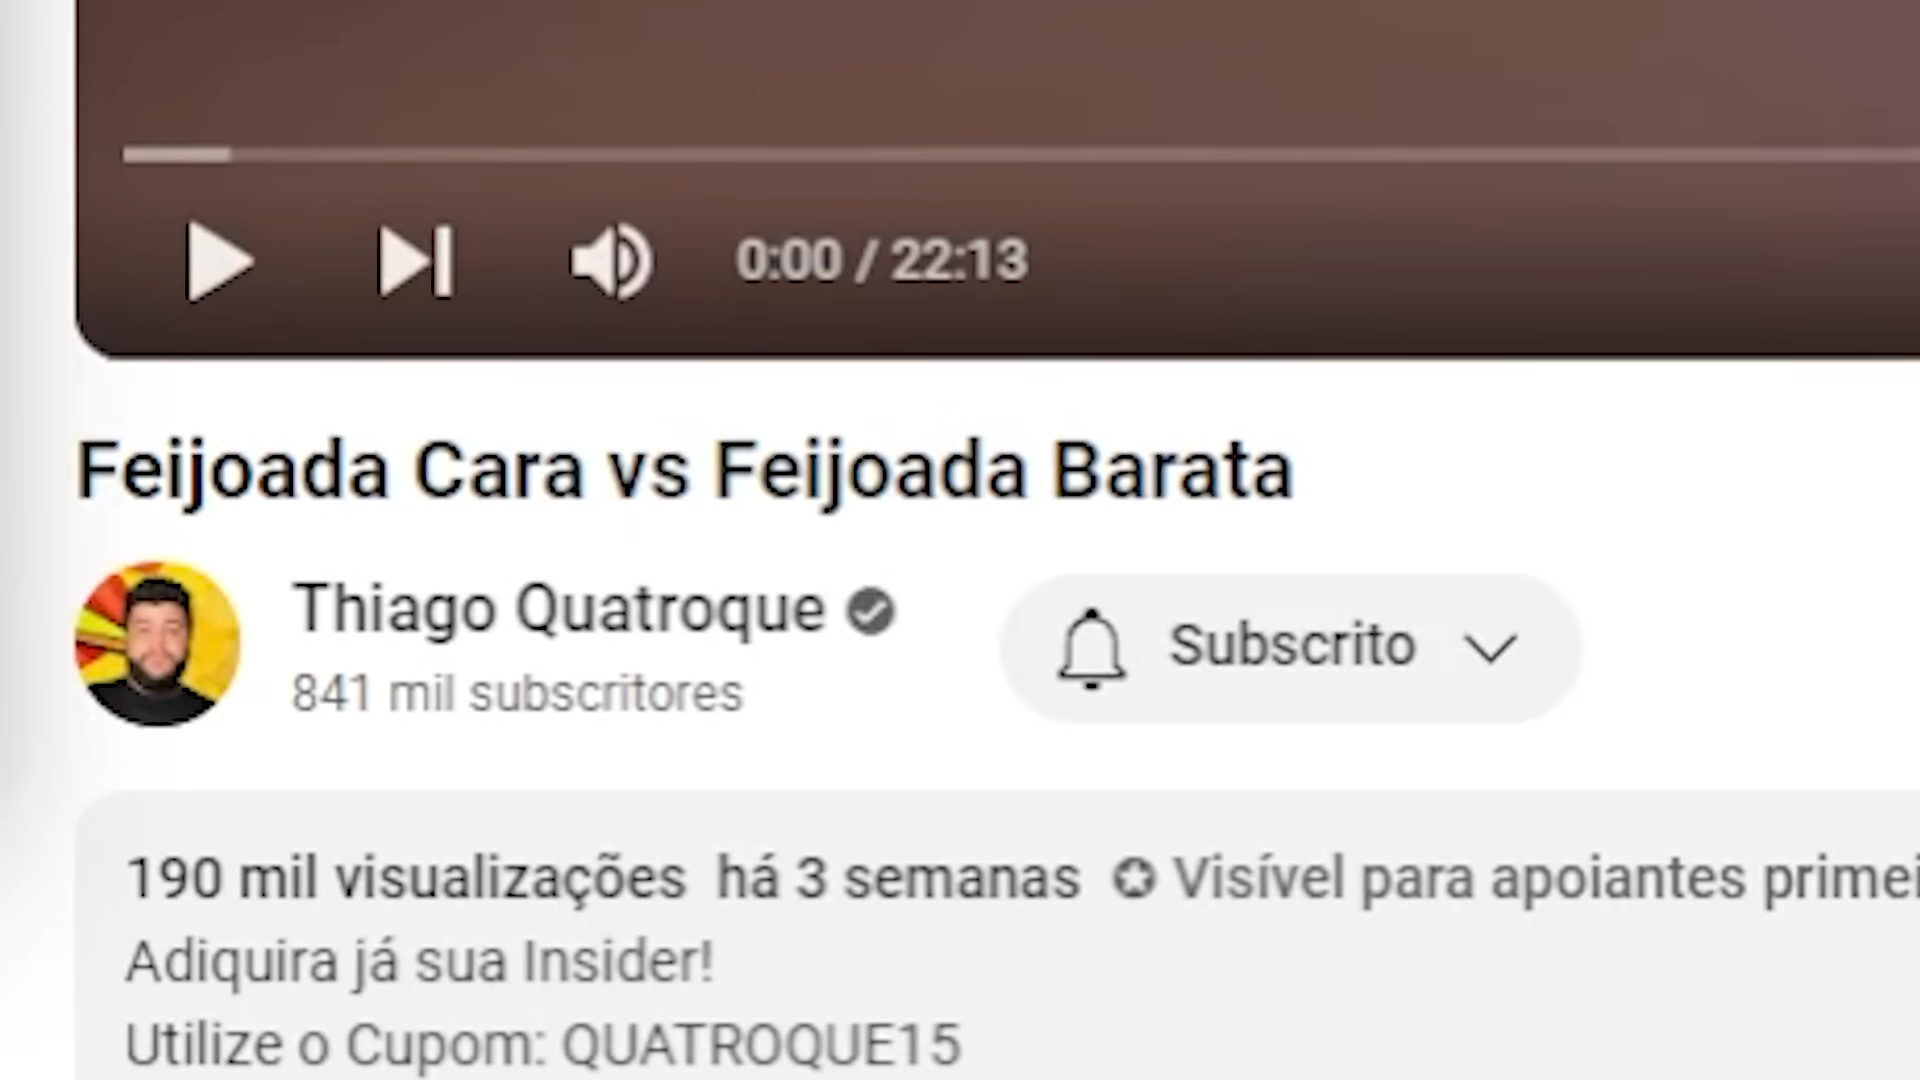 0:00 / 22:13
Feijoada Cara vs Feijoada Barata
Thiago Quatroque
841 mil subscritores
Subscrito
190 mil visualizações há 3 semanas Visível para apoiantes
Adiquira já sua Insider!
Utilize o Cupom: QUATROQUE15